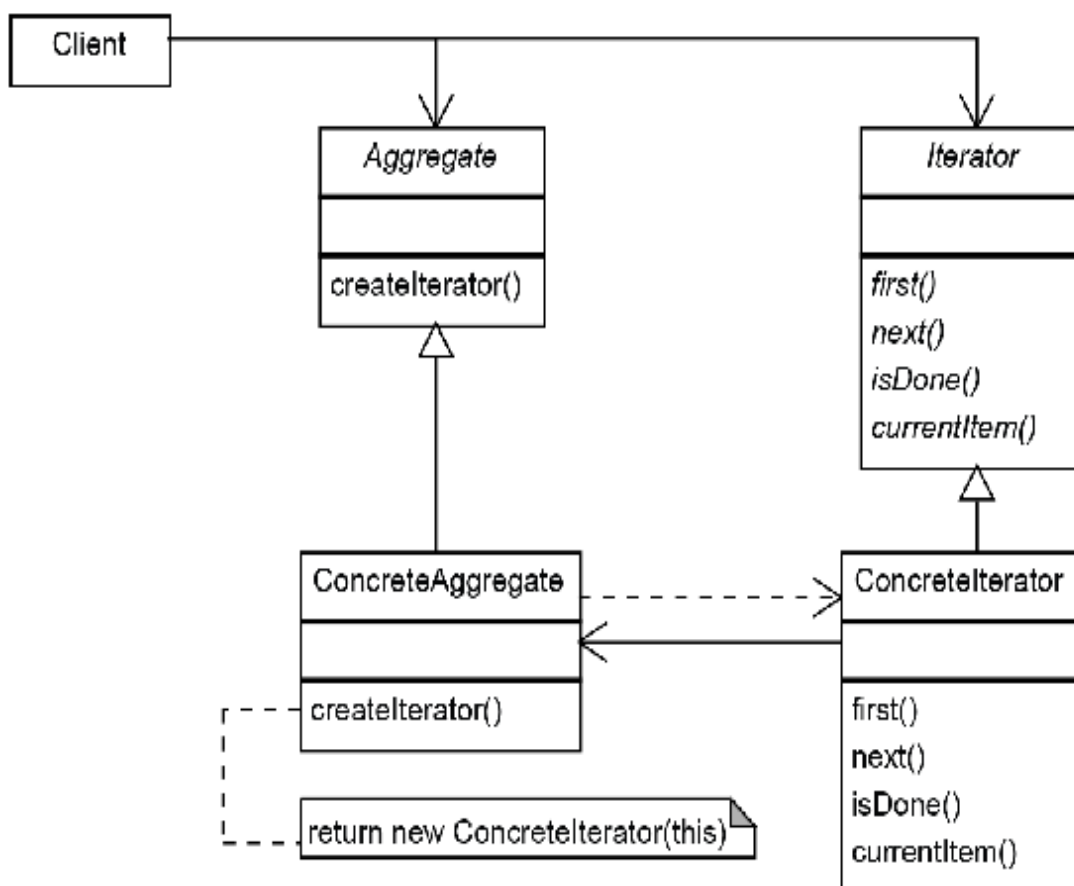 Client
Aggregate
createIterator()
Iterator
first()
next()
isDone()
currentItem()
ConcreteAggregate
createIterator()
return new ConcreteIterator(this)
ConcreteIterator
first()
next()
isDone()
currentItem()